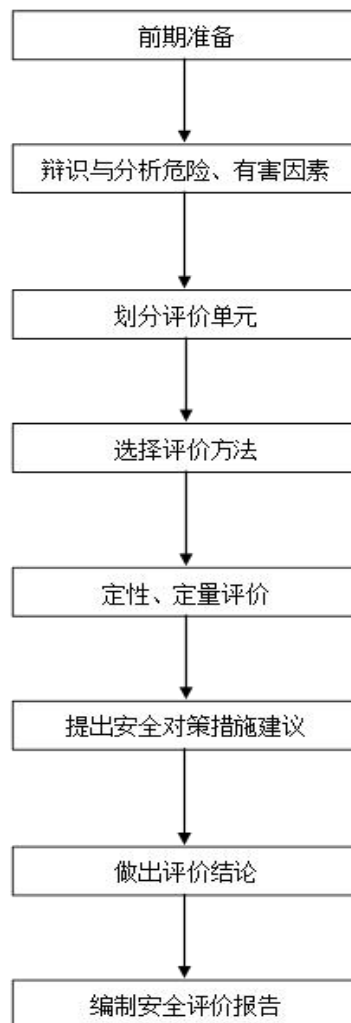 前期准备
辩识与分析危险、有害因素
划分评价单元
选择评价方法
定性、定量评价
提出安全对策措施建议
做出评价结论
编制安全评价报告